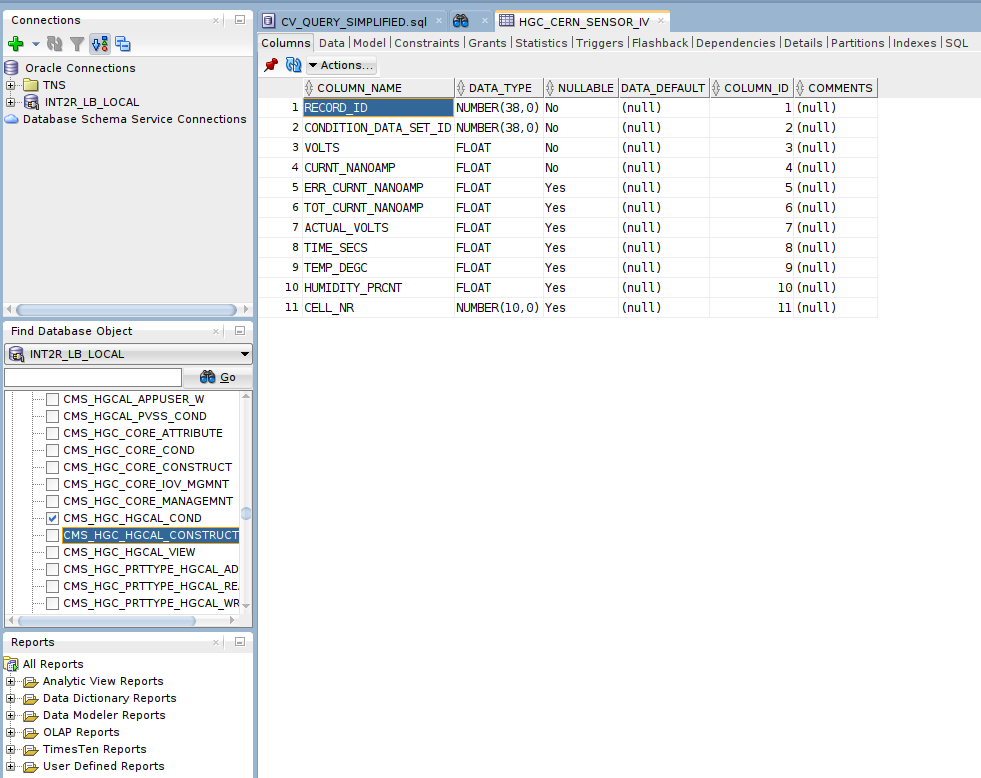 Connections
Oracle Connections
TNS
INT2R_LB_LOCAL
Database Schema Service Connections
Find Database Object
INT2R_LB_LOCAL
Go
CMS_HGCAL_APPUSER_W
CMS_HGCAL_PVSS_COND
CMS_HGC_CORE_ATTRIBUTE
CMS_HGC_CORE_COND
CMS_HGC_CORE_CONSTRUCT
CMS_HGC_CORE_IOV_MGMNT
CMS_HGC_CORE_MANAGEMNT
CMS_HGC_HGCAL_COND
CMS_HGC_HGCAL_CONSTRUCT
CMS_HGC_HGCAL_VIEW
CMS_HGC_PRTTYPE_HGCAL_AD
CMS_HGC_PRTTYPE_HGCAL_RE
CMS_HGC_PRTTYPE_HGCAL_WR
Reports
All Reports
Analytic View Reports
Data Dictionary Reports
Data Modeler Reports
OLAP Reports
TimesTen Reports
User Defined Reports
CV_QUERY_SIMPLIFIED.sql HGC_CERN_SENSOR_IV
Columns Data Model Constraints Grants Statistics Triggers Flashback Dependencies Details Partitions Indexes SQL
Actions...
COLUMN_NAME DATA_TYPE NULLABLE DATA_DEFAULT COLUMN_ID COMMENTS
1 RECORD_ID NUMBER(38,0) No (null) 1 (null)
2 CONDITION_DATA_SET_ID NUMBER(38,0) No (null) 2 (null)
3 VOLTS FLOAT No (null) 3 (null)
4 CURNT_NANOAMP FLOAT No (null) 4 (null)
5 ERR_CURNT_NANOAMP FLOAT Yes (null) 5 (null)
6 TOT_CURNT_NANOAMP FLOAT Yes (null) 6 (null)
7 ACTUAL_VOLTS FLOAT Yes (null) 7 (null)
8 TIME_SECS FLOAT Yes (null) 8 (null)
9 TEMP_DEGC FLOAT Yes (null) 9 (null)
10 HUMIDITY_PRCNT FLOAT Yes (null) 10 (null)
11 CELL_NR NUMBER(10,0) Yes (null) 11 (null)